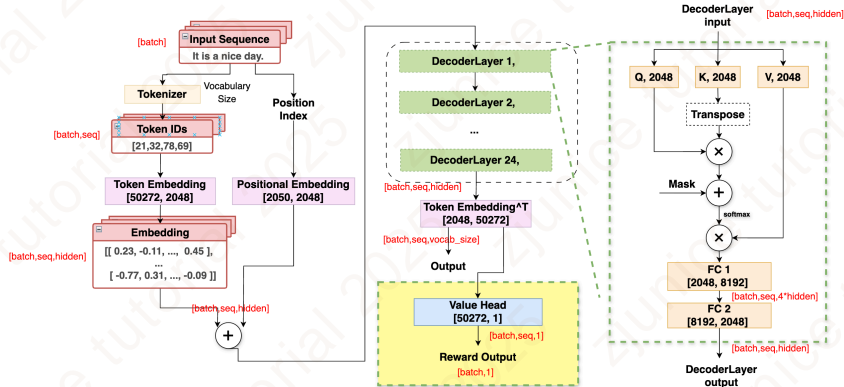 [batch]
Input Sequence
It is a nice day.
Tokenizer
Vocabulary
Size
Position
Index
[batch,seq]
Token IDs
[21,32,78,69]
Token Embedding
[50272, 2048]
Positional Embedding
[2050, 2048]
[batch,seq,hidden]
Embedding
[[ 0.23, -0.11, ..., 0.45 ],
...
[ -0.77, 0.31, ..., -0.09 ]]
[batch,seq,hidden]
+
DecoderLayer 1,
DecoderLayer 2,
...
DecoderLayer 24,
[batch,seq,hidden]
Token Embedding^T
[2048, 50272]
[batch,seq,vocab_size]
Output
Value Head
[50272, 1]
[batch,seq,1]
Reward Output
[batch,1]
DecoderLayer
input
[batch,seq,hidden]
Q, 2048
K, 2048
V, 2048
Transpose
×
Mask
+
softmax
×
FC 1
[2048, 8192]
[batch,seq,4*hidden]
FC 2
[8192, 2048]
[batch,seq,hidden]
DecoderLayer
output